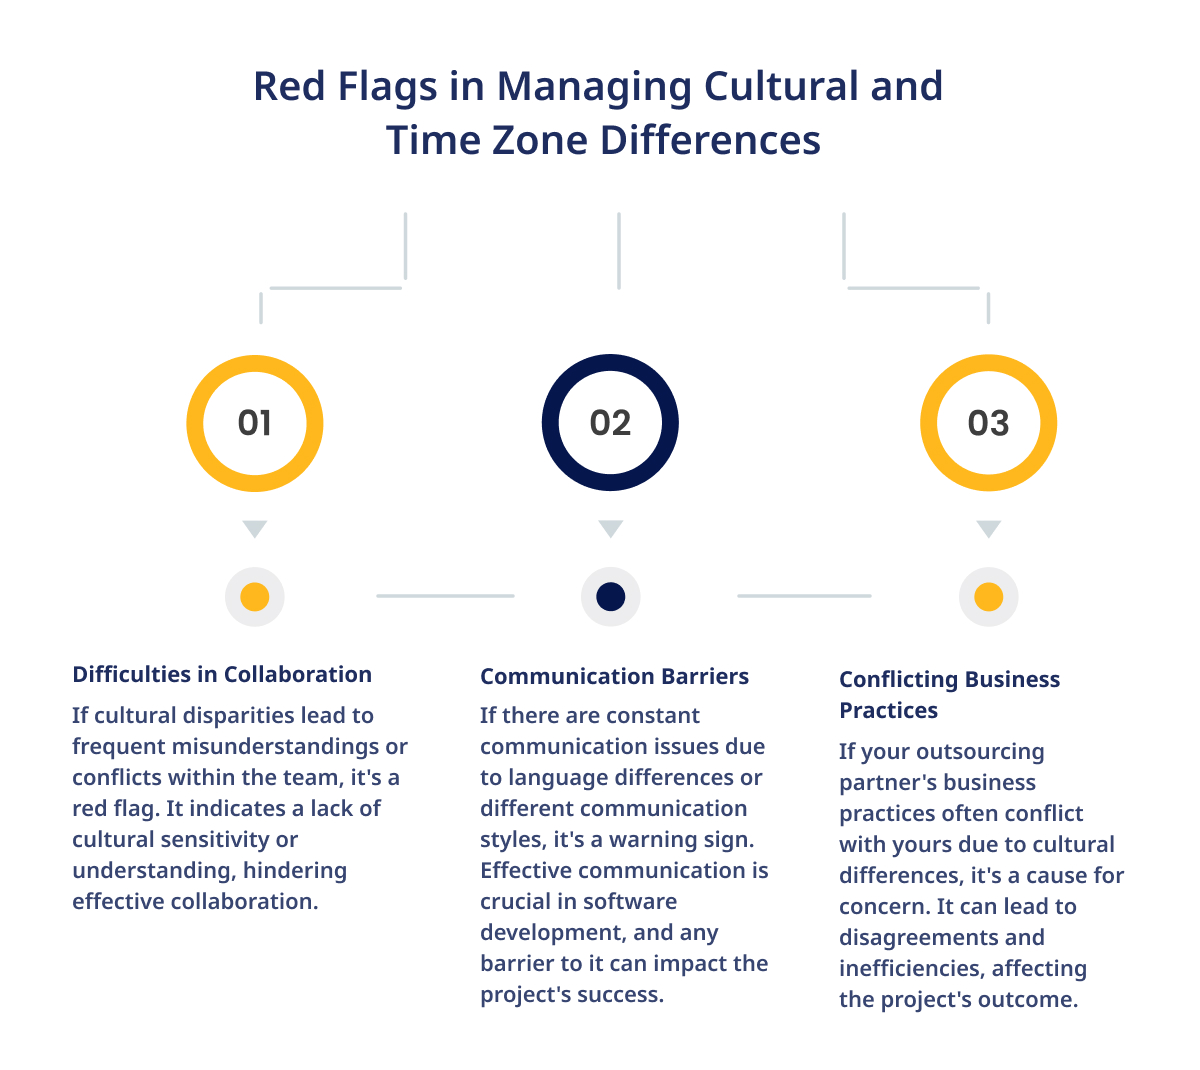 Red Flags in Managing Cultural and
Time Zone Differences
01
02
03
Difficulties in Collaboration
If cultural disparities lead to
frequent misunderstandings or
conflicts within the team, it's a
red flag. It indicates a lack of
cultural sensitivity or
understanding, hindering
effective collaboration.
Communication Barriers
If there are constant
communication issues due
to language differences or
different communication
styles, it's a warning sign.
Effective communication is
crucial in software
development, and any
barrier to it can impact the
project's success.
Conflicting Business
Practices
If your outsourcing
partner's business
practices often conflict
with yours due to cultural
differences, it's a cause for
concern. It can lead to
disagreements and
inefficiencies, affecting
the project's outcome.